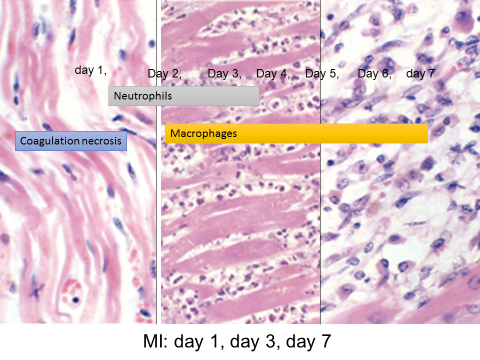 day 1, Day 2, Day 3, Day 4, Day 5, Day 6, day 7
Neutrophils
Coagulation necrosis
Macrophages
MI: day 1, day 3, day 7